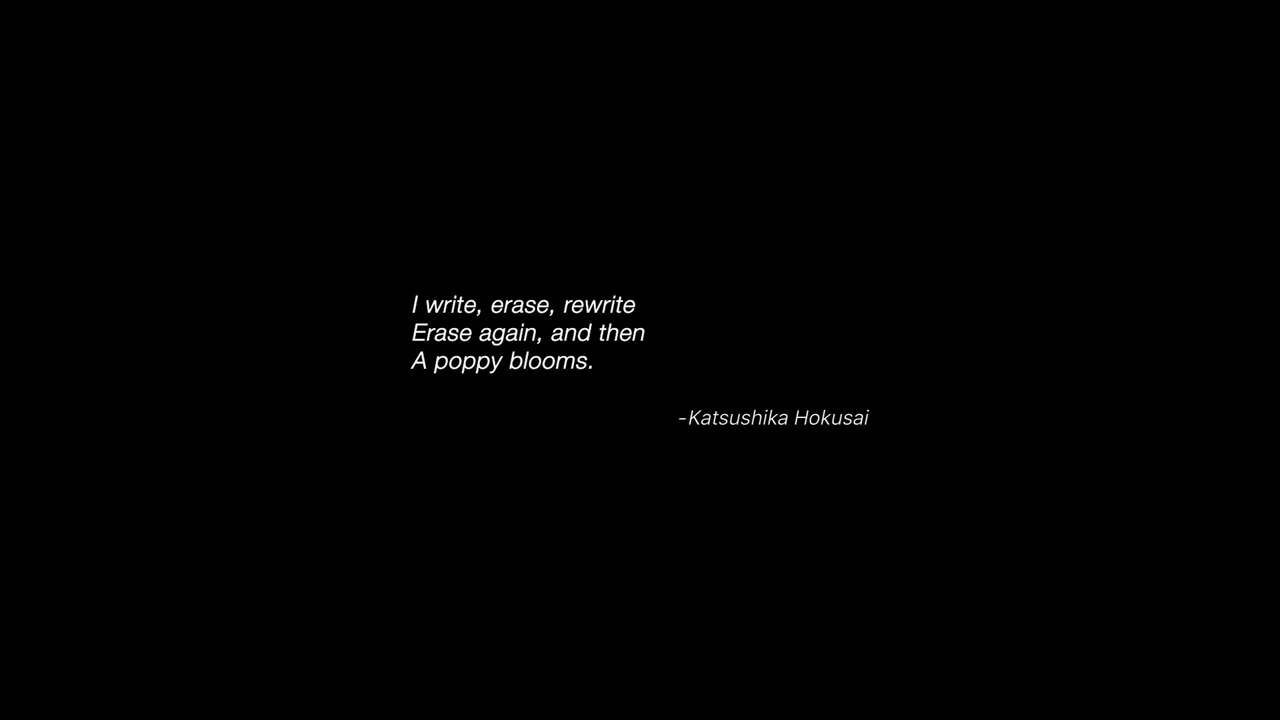 I write, erase, rewrite
Erase again, and then
A poppy blooms.
-Katsushika Hokusai